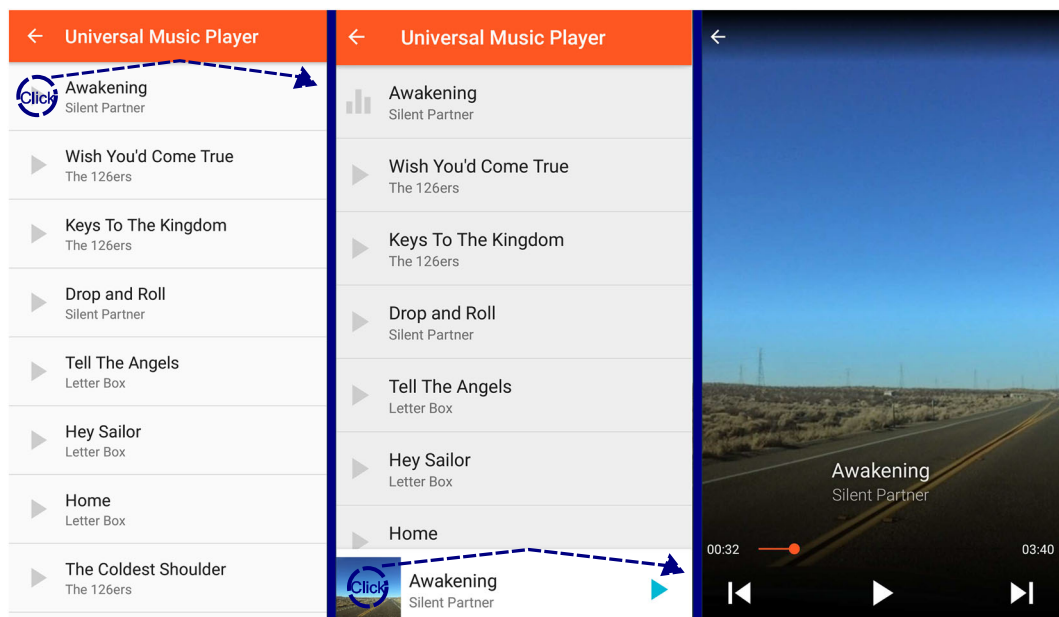 Universal Music Player
Click
Awakening
Silent Partner
Wish You'd Come True
The 126ers
Keys To The Kingdom
The 126ers
Drop and Roll
Silent Partner
Tell The Angels
Letter Box
Hey Sailor
Letter Box
Home
Letter Box
The Coldest Shoulder
The 126ers
Universal Music Player
Awakening
Silent Partner
Wish You'd Come True
The 126ers
Keys To The Kingdom
The 126ers
Drop and Roll
Silent Partner
Tell The Angels
Letter Box
Hey Sailor
Letter Box
Home
Click
Awakening
Silent Partner
Awakening
Silent Partner
00:32
03:40